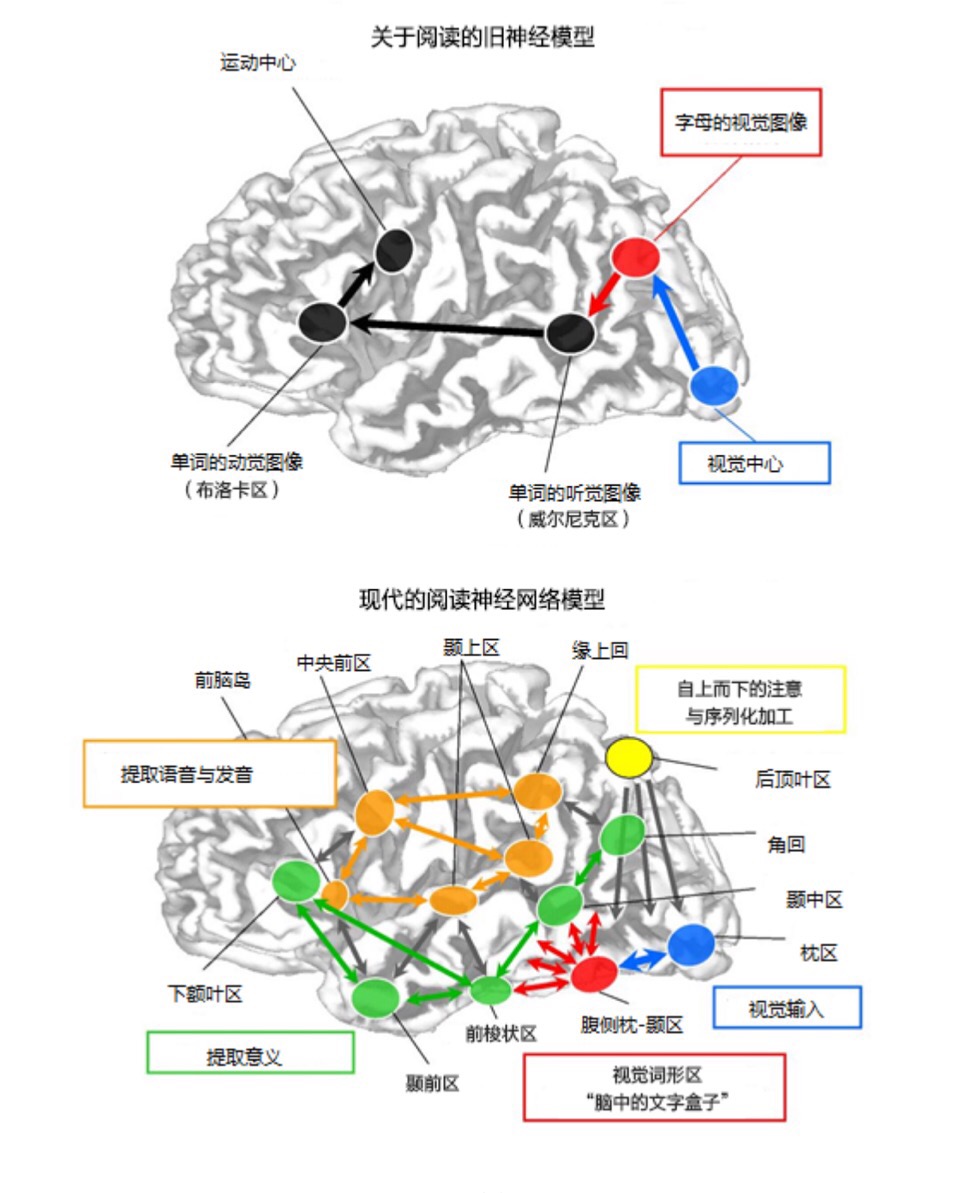 关于阅读的旧神经模型
运动中心
字母的视觉图像
单词的动觉图像
（布洛卡区）
视觉中心
单词的听觉图像
（威尔尼克区）
现代的阅读神经网络模型
颞上区
缘上回
中央前区
前脑岛
自上而下的注意
与序列化加工
提取语音与发音
后顶叶区
角回
颞中区
枕区
下额叶区
视觉输入
腹侧枕-颞区
前梭状区
提取意义
颞前区
视觉词形区
“脑中的文字盒子”